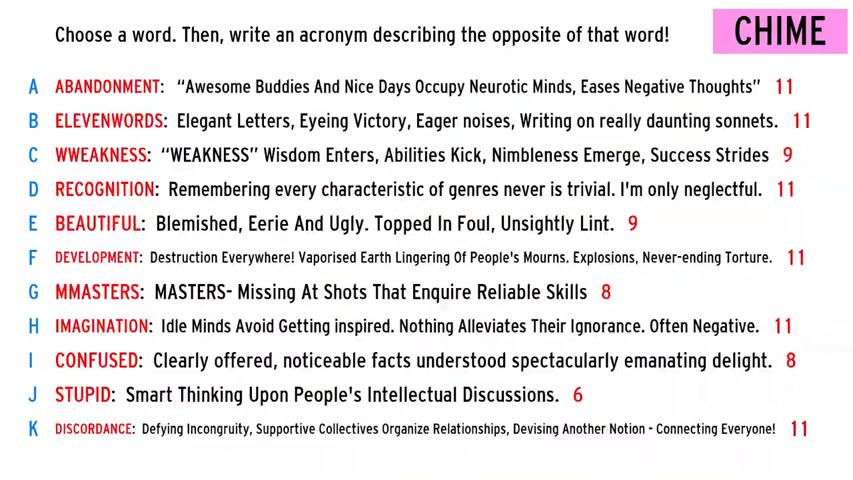 Choose a word. Then, write an acronym describing the opposite of that word!
CHIME
A ABANDONMENT: “Awesome Buddies And Nice Days Occupy Neurotic Minds, Eases Negative Thoughts” 11
B ELEVENWORDS: Elegant Letters, Eyeing Victory, Eager noises, Writing on really daunting sonnets. 11
C WWEAKNESS: “WEAKNESS” Wisdom Enters, Abilities Kick, Nimbleness Emerge, Success Strides 9
D RECOGNITION: Remembering every characteristic of genres never is trivial. I'm only neglectful. 11
E BEAUTIFUL: Blemished, Eerie And Ugly. Topped In Foul, Unsightly Lint. 9
F DEVELOPMENT: Destruction Everywhere! Vaporised Earth Lingering Of People's Mourns. Explosions, Never-ending Torture. 11
G MMASTERS: MASTERS- Missing At Shots That Enquire Reliable Skills 8
H IMAGINATION: Idle Minds Avoid Getting inspired. Nothing Alleviates Their Ignorance. Often Negative. 11
I CONFUSED: Clearly offered, noticeable facts understood spectacularly emanating delight. 8
J STUPID: Smart Thinking Upon People's Intellectual Discussions. 6
K DISCORDANCE: Defying Incongruity, Supportive Collectives Organize Relationships, Devising Another Notion - Connecting Everyone! 11